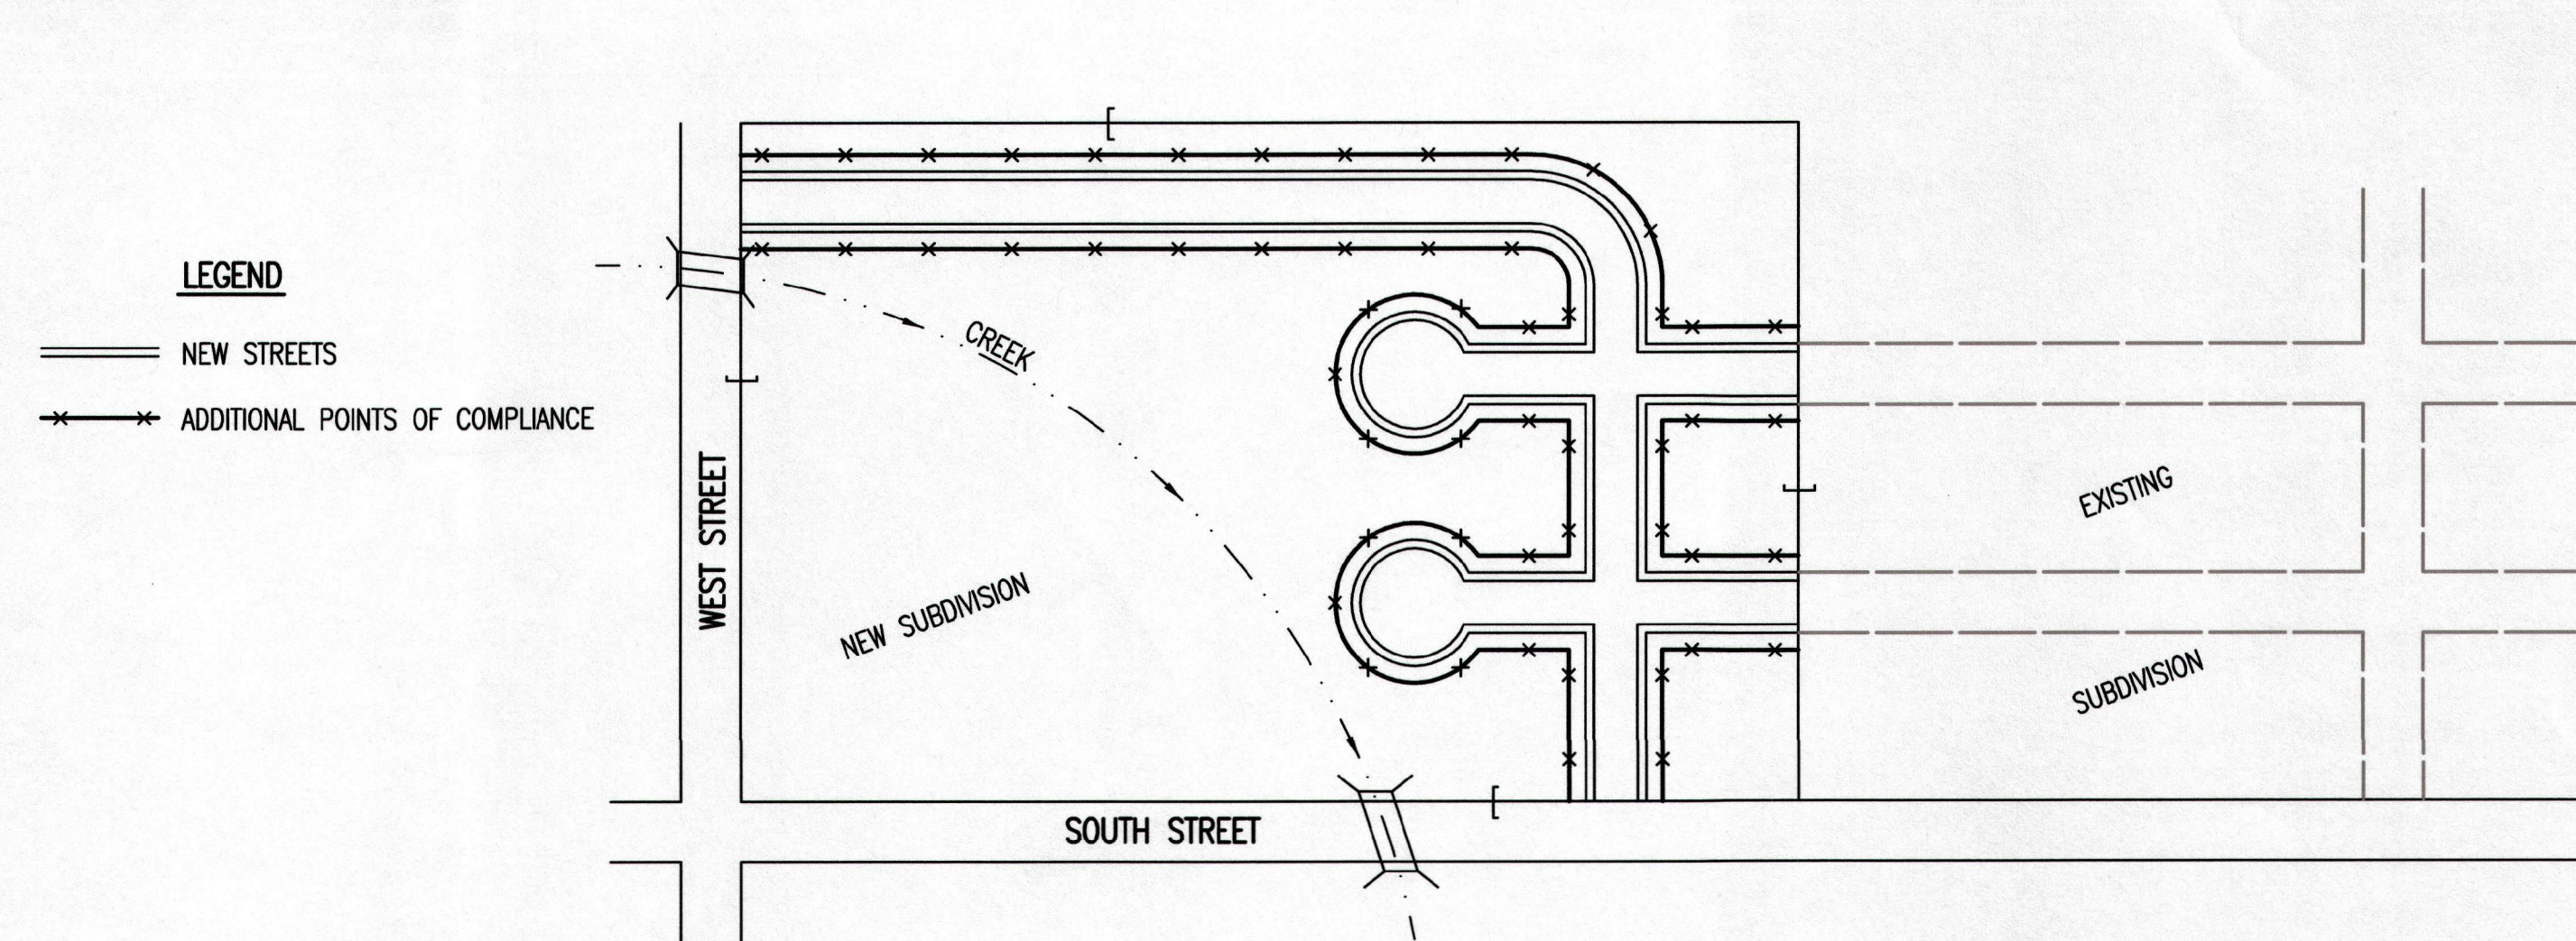 LEGEND
NEW STREETS
ADDITIONAL POINTS OF COMPLIANCE
CREEK
WEST STREET
NEW SUBDIVISION
SOUTH STREET
EXISTING
SUBDIVISION